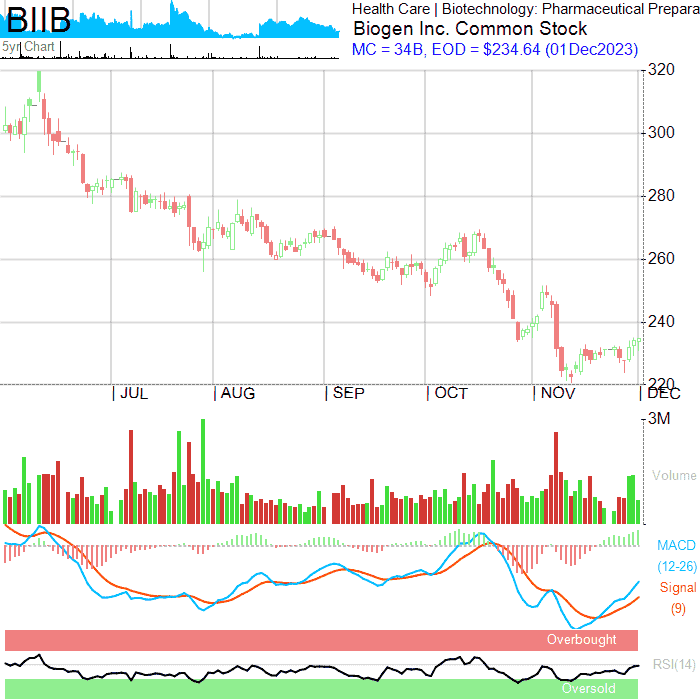 BIIB
5yr Chart
Health Care | Biotechnology: Pharmaceutical Prepara
Biogen Inc. Common Stock
MC = 34B, EOD = $234.64 (01Dec2023)
320
300
280
260
240
220
JUL AUG SEP OCT NOV DEC
3M
Volume
MACD
(12-26)
Signal
(9)
Overbought
RSI(14)
Oversold